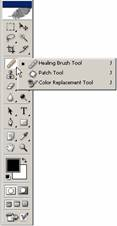 Healing Brush Tool J
Patch Tool J
Color Replacement Tool J
T